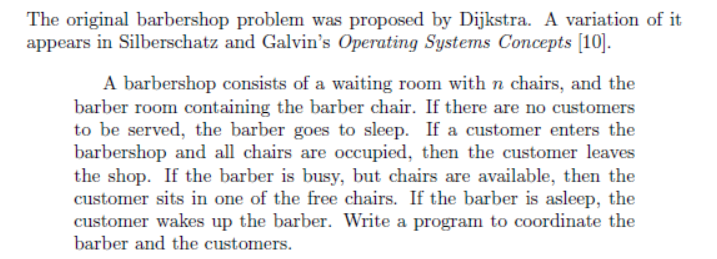 The original barbershop problem was proposed by Dijkstra. A variation of it
appears in Silberschatz and Galvin's Operating Systems Concepts [10].
A barbershop consists of a waiting room with n chairs, and the
barber room containing the barber chair. If there are no customers
to be served, the barber goes to sleep. If a customer enters the
barbershop and all chairs are occupied, then the customer leaves
the shop. If the barber is busy, but chairs are available, then the
customer sits in one of the free chairs. If the barber is asleep, the
customer wakes up the barber. Write a program to coordinate the
barber and the customers.